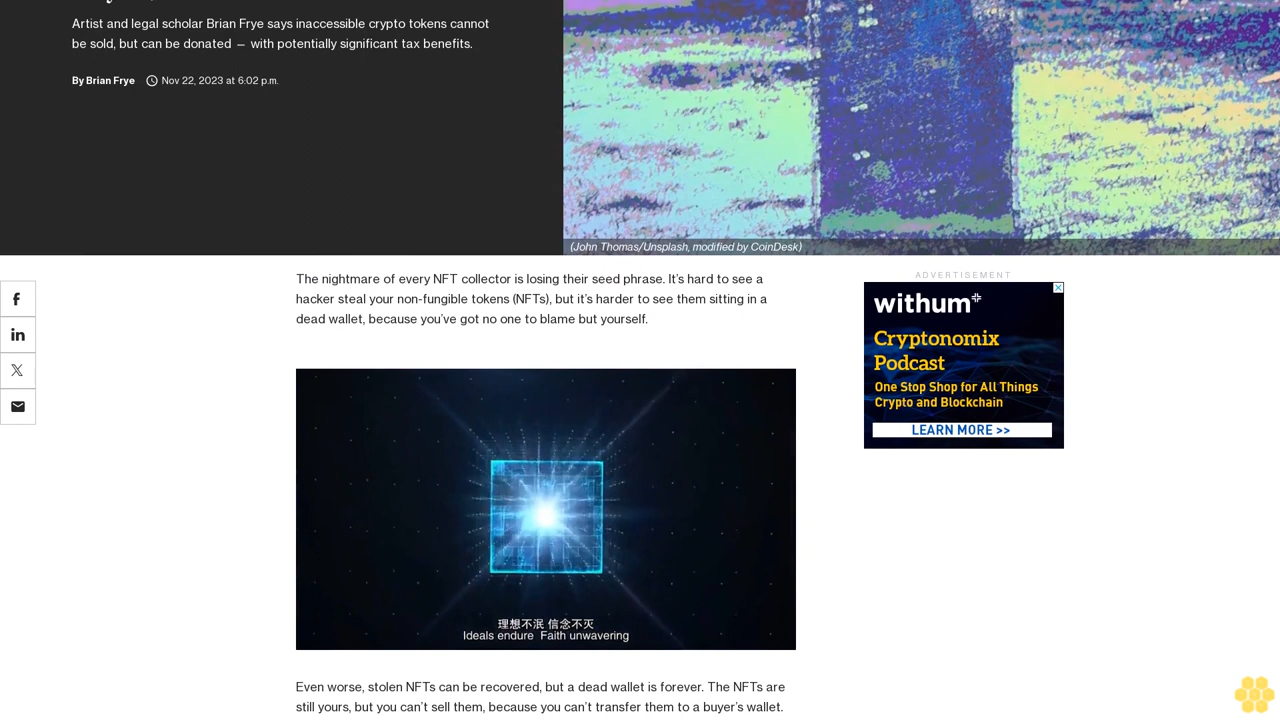 Artist and legal scholar Brian Frye says inaccessible crypto tokens cannot
be sold, but can be donated — with potentially significant tax benefits.
By Brian Frye Nov 22, 2023 at 6:02 p.m.
(John Thomas/Unsplash, modified by CoinDesk)
The nightmare of every NFT collector is losing their seed phrase. It’s hard to see a
hacker steal your non-fungible tokens (NFTs), but it’s harder to see them sitting in a
dead wallet, because you’ve got no one to blame but yourself.
ADVERTISEMENT
withum
Cryptonomix
Podcast
One Stop Shop for All Things
Crypto and Blockchain
LEARN MORE >>
理想不泯 信念不灭
Ideals endure Faith unwavering
Even worse, stolen NFTs can be recovered, but a dead wallet is forever. The NFTs are
still yours, but you can’t sell them, because you can’t transfer them to a buyer’s wallet.